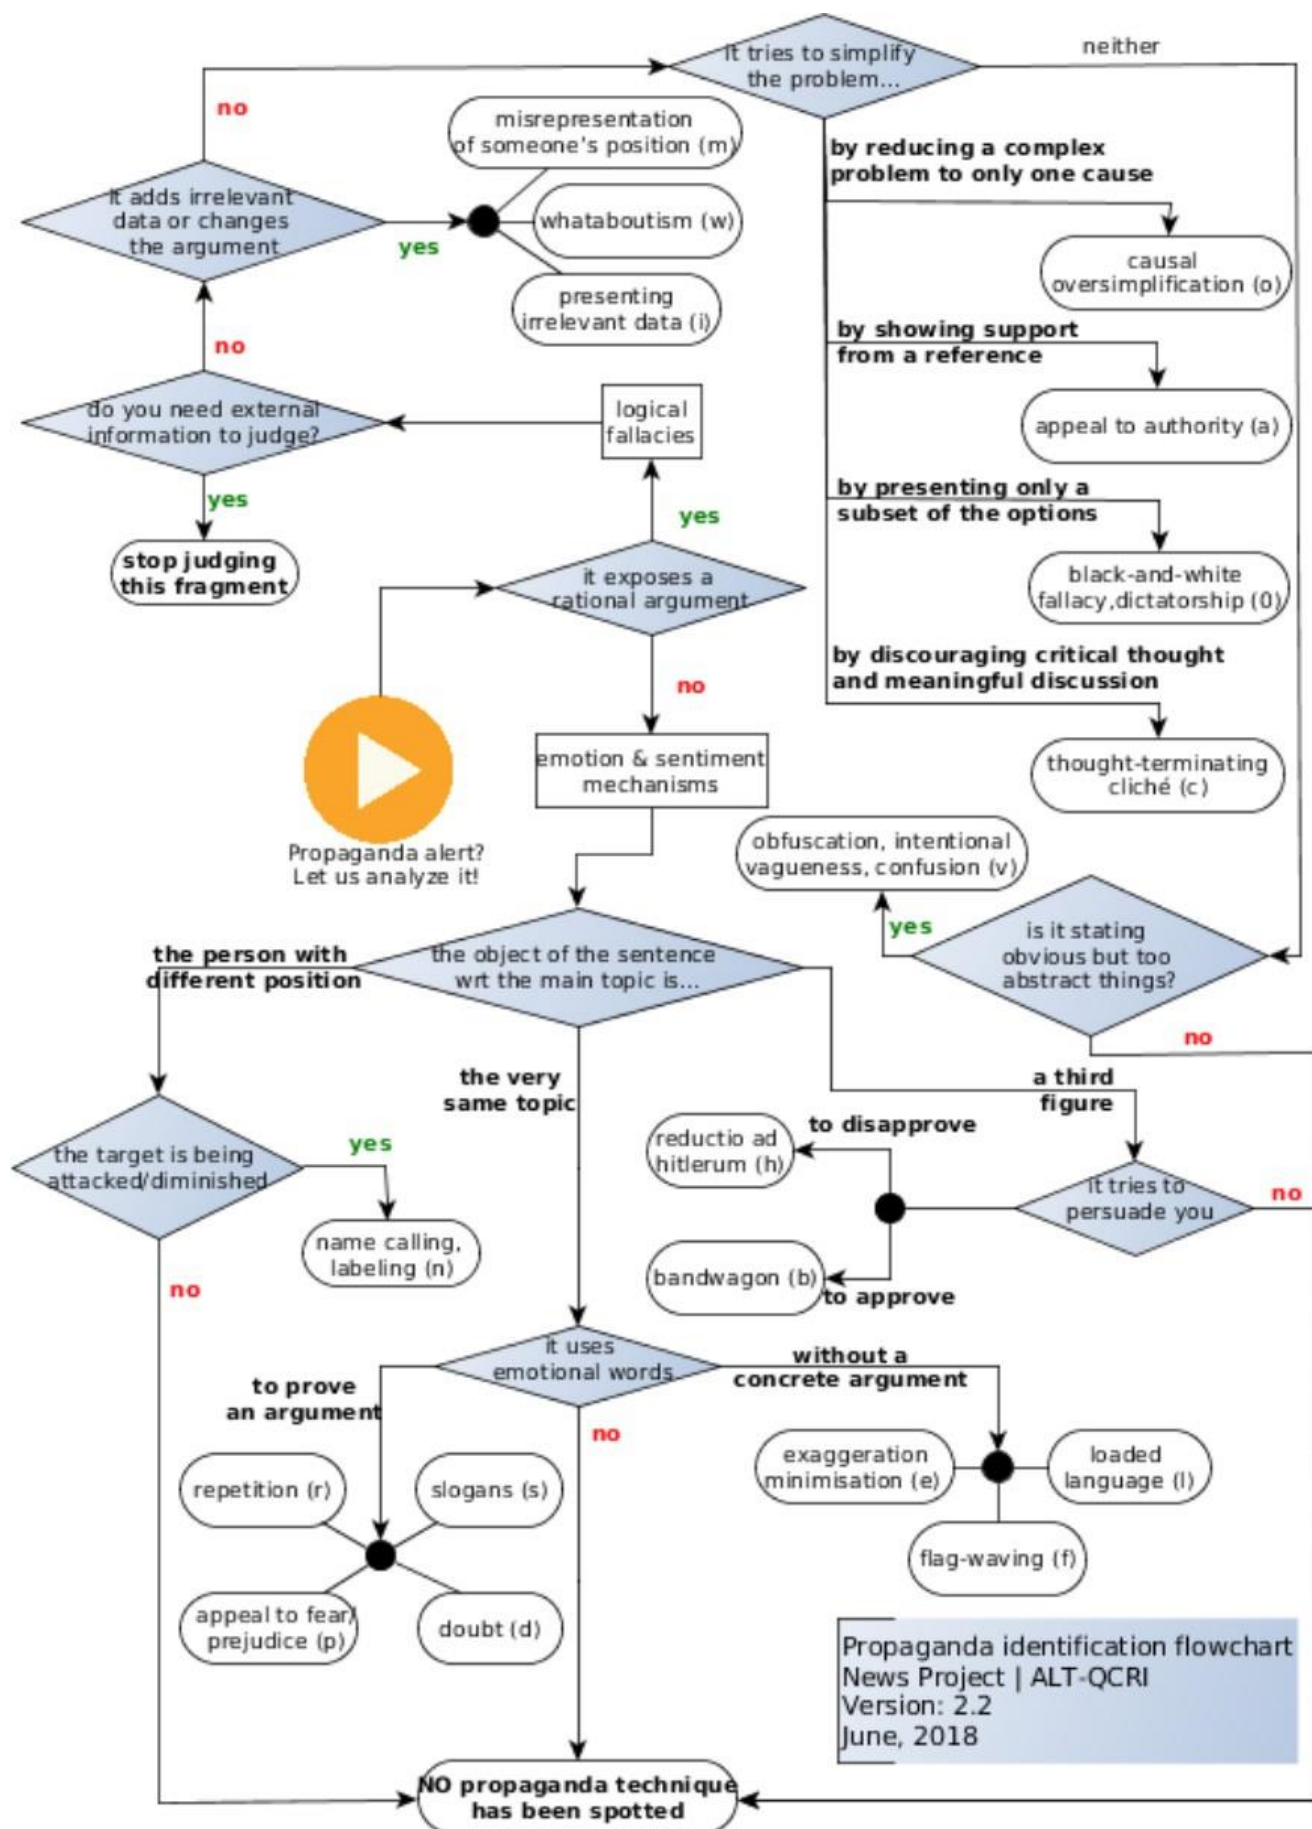 it tries to simplify
the problem...
neither
no
misrepresentation
of someone's position (m)
by reducing a complex
problem to only one cause
it adds irrelevant
data or changes
the argument
yes
whataboutism (w)
causal
oversimplification (o)
presenting
irrelevant data (i)
no
by showing support
from a reference
do you need external
information to judge?
logical
fallacies
appeal to authority (a)
yes
yes
by presenting only a
subset of the options
stop judging
this fragment
it exposes a
rational argument
black-and-white
fallacy,dictatorship (0)
no
by discouraging critical thought
and meaningful discussion
emotion & sentiment
mechanisms
thought-terminating
cliché (c)
Propaganda alert?
Let us analyze it!
obfuscation, intentional
vagueness, confusion (v)
yes
is it stating
obvious but too
abstract things?
the person with
different position
the object of the sentence
wrt the main topic is...
no
the very
same topic
a third
figure
the target is being
attacked/diminished
yes
name calling,
labeling (n)
no
reductio ad
hitlerum (h)
to disapprove
it tries to
persuade you
no
bandwagon (b)
to approve
it uses
emotional words
to prove
an argument
without a
concrete argument
no
repetition (r)
slogans (s)
exaggeration
minimisation (e)
loaded
language (l)
flag-waving (f)
appeal to fear/
prejudice (p)
doubt (d)
Propaganda identification flowchart
News Project | ALT-QCRI
Version: 2.2
June, 2018
NO propaganda technique
has been spotted